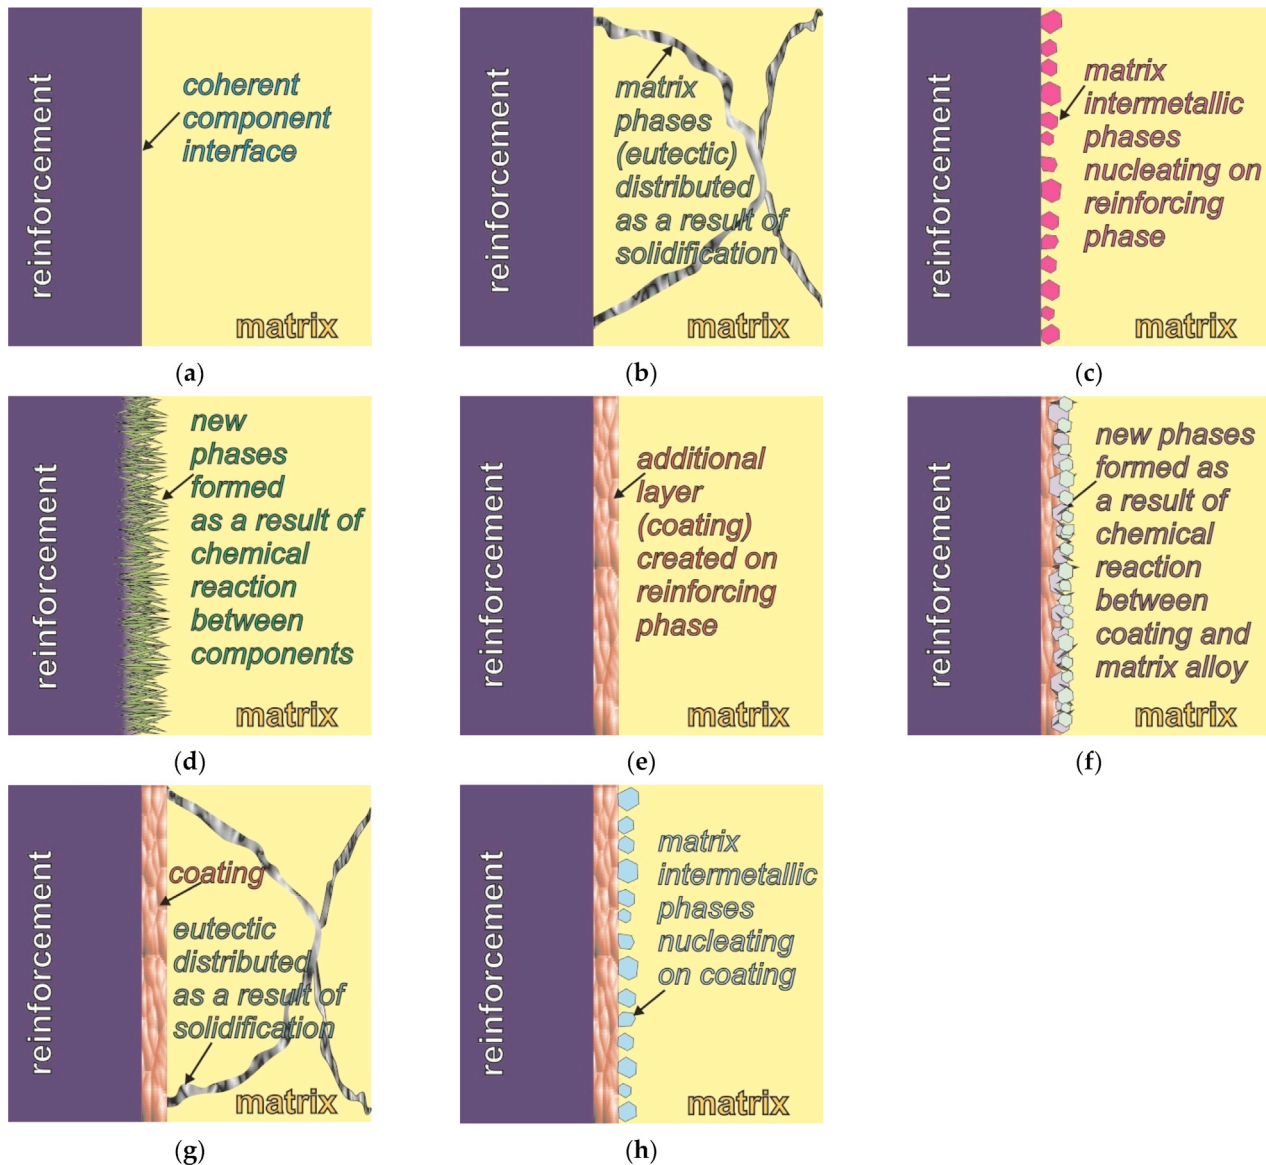 reinforcement
coherent
component
interface
matrix
(a)
reinforcement
matrix
phases
(eutectic)
distributed
as a result of
solidification
matrix
(b)
reinforcement
matrix
intermetallic
phases
nucleating on
reinforcing
phase
matrix
(c)
reinforcement
new
phases
formed
as a result of
chemical
reaction
between
components
matrix
(d)
reinforcement
additional
layer
(coating)
created on
reinforcing
phase
matrix
(e)
reinforcement
new phases
formed as
a result of
chemical
reaction
between
coating and
matrix alloy
matrix
(f)
reinforcement
coating
eutectic
distributed
as a result of
solidification
matrix
(g)
reinforcement
matrix
intermetallic
phases
nucleating
on coating
matrix
(h)